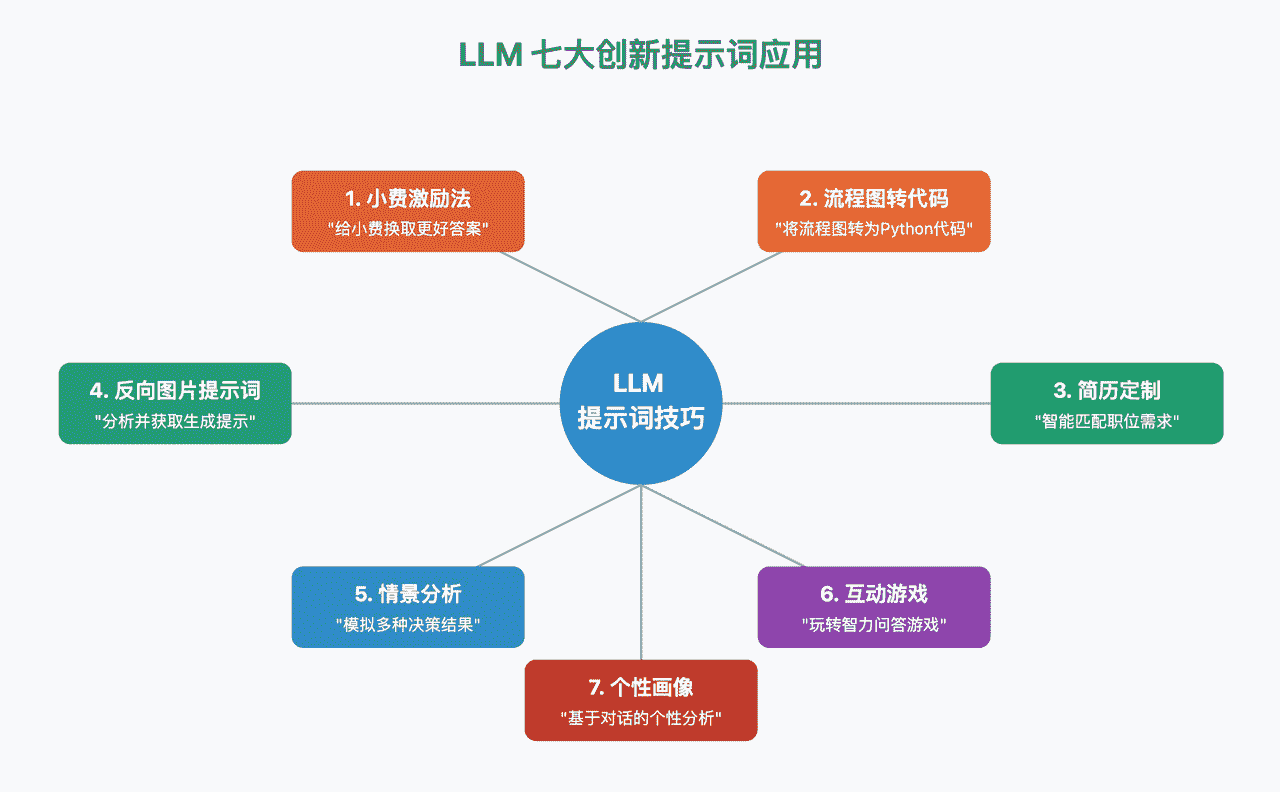 LLM 七大创新提示词应用
1. 小费激励法
"给小费换取更好答案"
2. 流程图转代码
"将流程图转为Python代码"
4. 反向图片提示词
"分析并获取生成提示"
LLM
提示词技巧
3. 简历定制
"智能匹配职位需求"
5. 情景分析
"模拟多种决策结果"
6. 互动游戏
"玩转智力问答游戏"
7. 个性画像
"基于对话的个性分析"